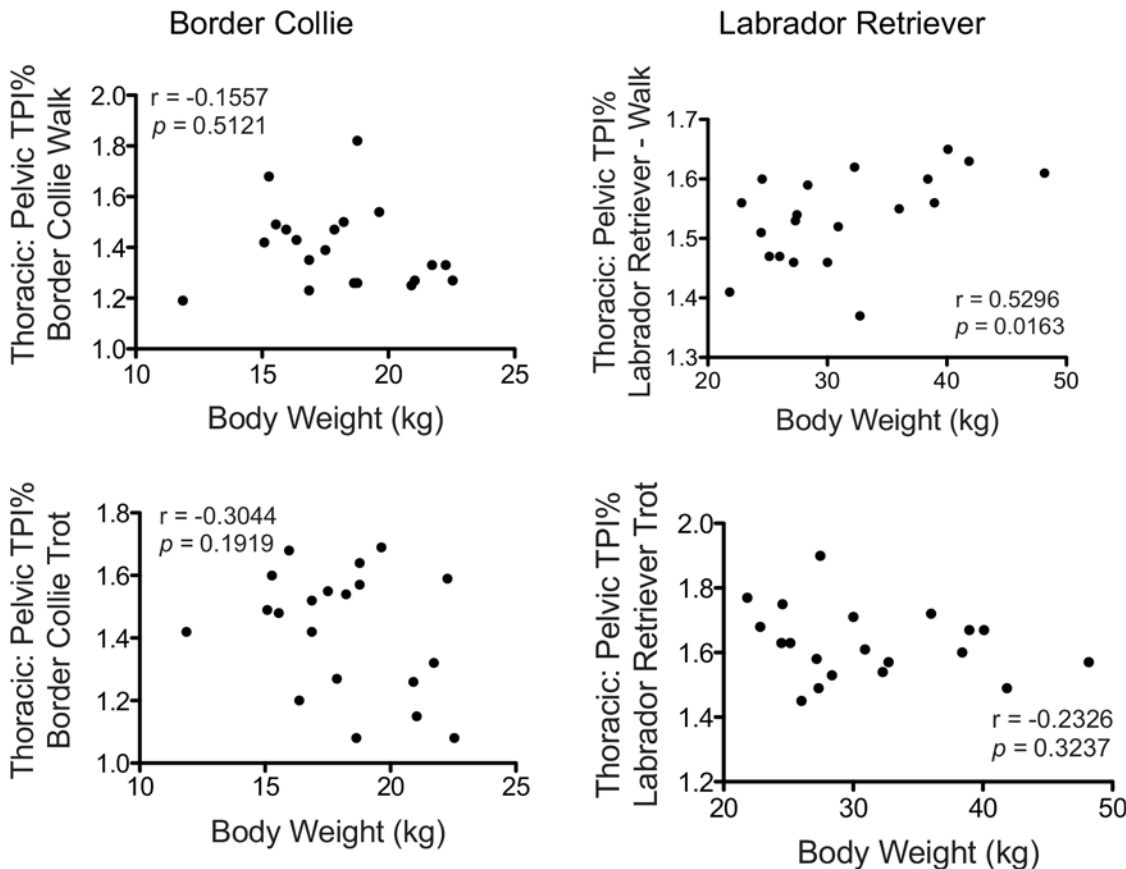 Border Collie
Labrador Retriever
Thoracic: Pelvic TPI%
Border Collie Walk
2.0
1.8
1.6
1.4
1.2
1.0
r = -0.1557
p = 0.5121
10
15
20
25
Body Weight (kg)
Thoracic: Pelvic TPI%
Labrador Retriever - Walk
1.7
1.6
1.5
1.4
1.3
r = 0.5296
p = 0.0163
20
30
40
50
Body Weight (kg)
Thoracic: Pelvic TPI%
Border Collie Trot
1.8
1.6
1.4
1.2
1.0
r = -0.3044
p = 0.1919
10
15
20
25
Body Weight (kg)
Thoracic: Pelvic TPI%
Labrador Retriever Trot
2.0
1.8
1.6
1.4
1.2
r = -0.2326
p = 0.3237
20
30
40
50
Body Weight (kg)